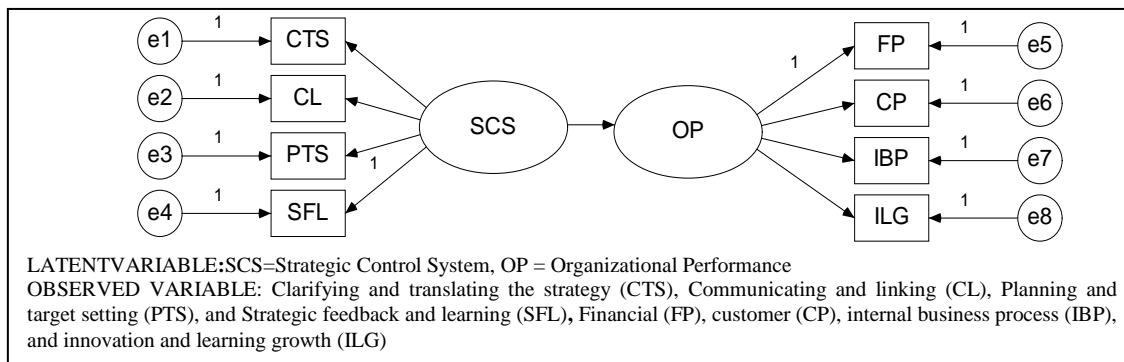 e1 1 CTS FP 1 e5
e2 1 CL 1 CP 1 e6
SCS OP
e3 1 PTS 1 IBP 1 e7
e4 1 SFL ILG 1 e8
LATENTVARIABLE:SCS=Strategic Control System, OP = Organizational Performance
OBSERVED VARIABLE: Clarifying and translating the strategy (CTS), Communicating and linking (CL), Planning and
target setting (PTS), and Strategic feedback and learning (SFL), Financial (FP), customer (CP), internal business process (IBP),
and innovation and learning growth (ILG)